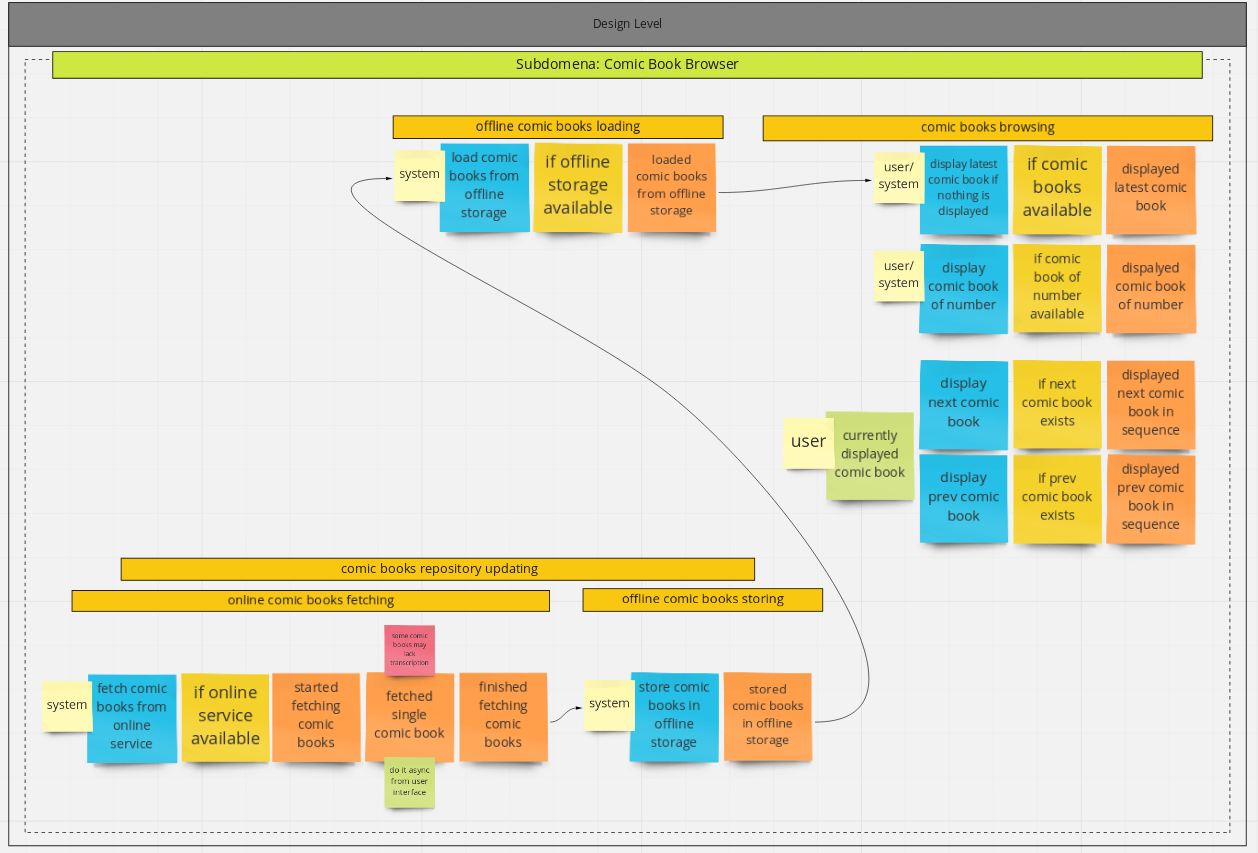 Design Level
Subdomena: Comic Book Browser
offline comic books loading
comic books browsing
system
load comic
books from
offline
storage
if offline
storage
available
loaded
comic books
from offline
storage
user/
system
display latest
comic book if
nothing is
displayed
if comic
books
available
displayed
latest comic
book
user/
system
display
comic book
of number
if comic
book of
number
available
dispalyed
comic book
of number
user
currently
displayed
comic book
display
next comic
book
if next
comic book
exists
displayed
next comic
book in
sequence
display
prev comic
book
if prev
comic book
exists
displayed
prev comic
book in
sequence
comic books repository updating
online comic books fetching
offline comic books storing
some comic
books may
lack
transcription
system
fetch comic
books from
online
service
if online
service
available
started
fetching
comic
books
fetched
single
comic book
finished
fetching
comic
books
system
store comic
books in
offline
storage
stored
comic books
in offline
storage
do it async
from user
interface